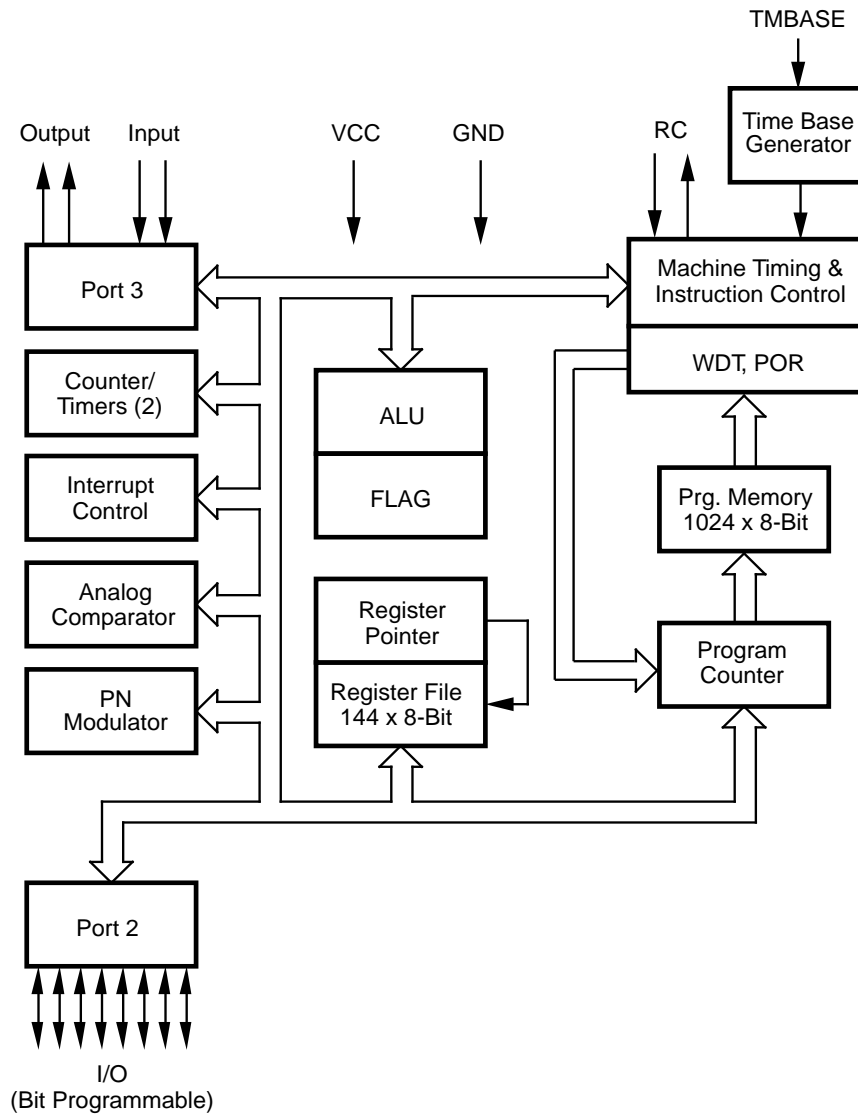 TMBASE
Time Base
Generator
Output
Input
VCC
GND
RC
Port 3
Machine Timing &
Instruction Control
WDT, POR
Counter/
Timers (2)
ALU
FLAG
Interrupt
Control
Prg. Memory
1024 x 8-Bit
Analog
Comparator
Register
Pointer
Program
Counter
PN
Modulator
Register File
144 x 8-Bit
Port 2
I/O
(Bit Programmable)